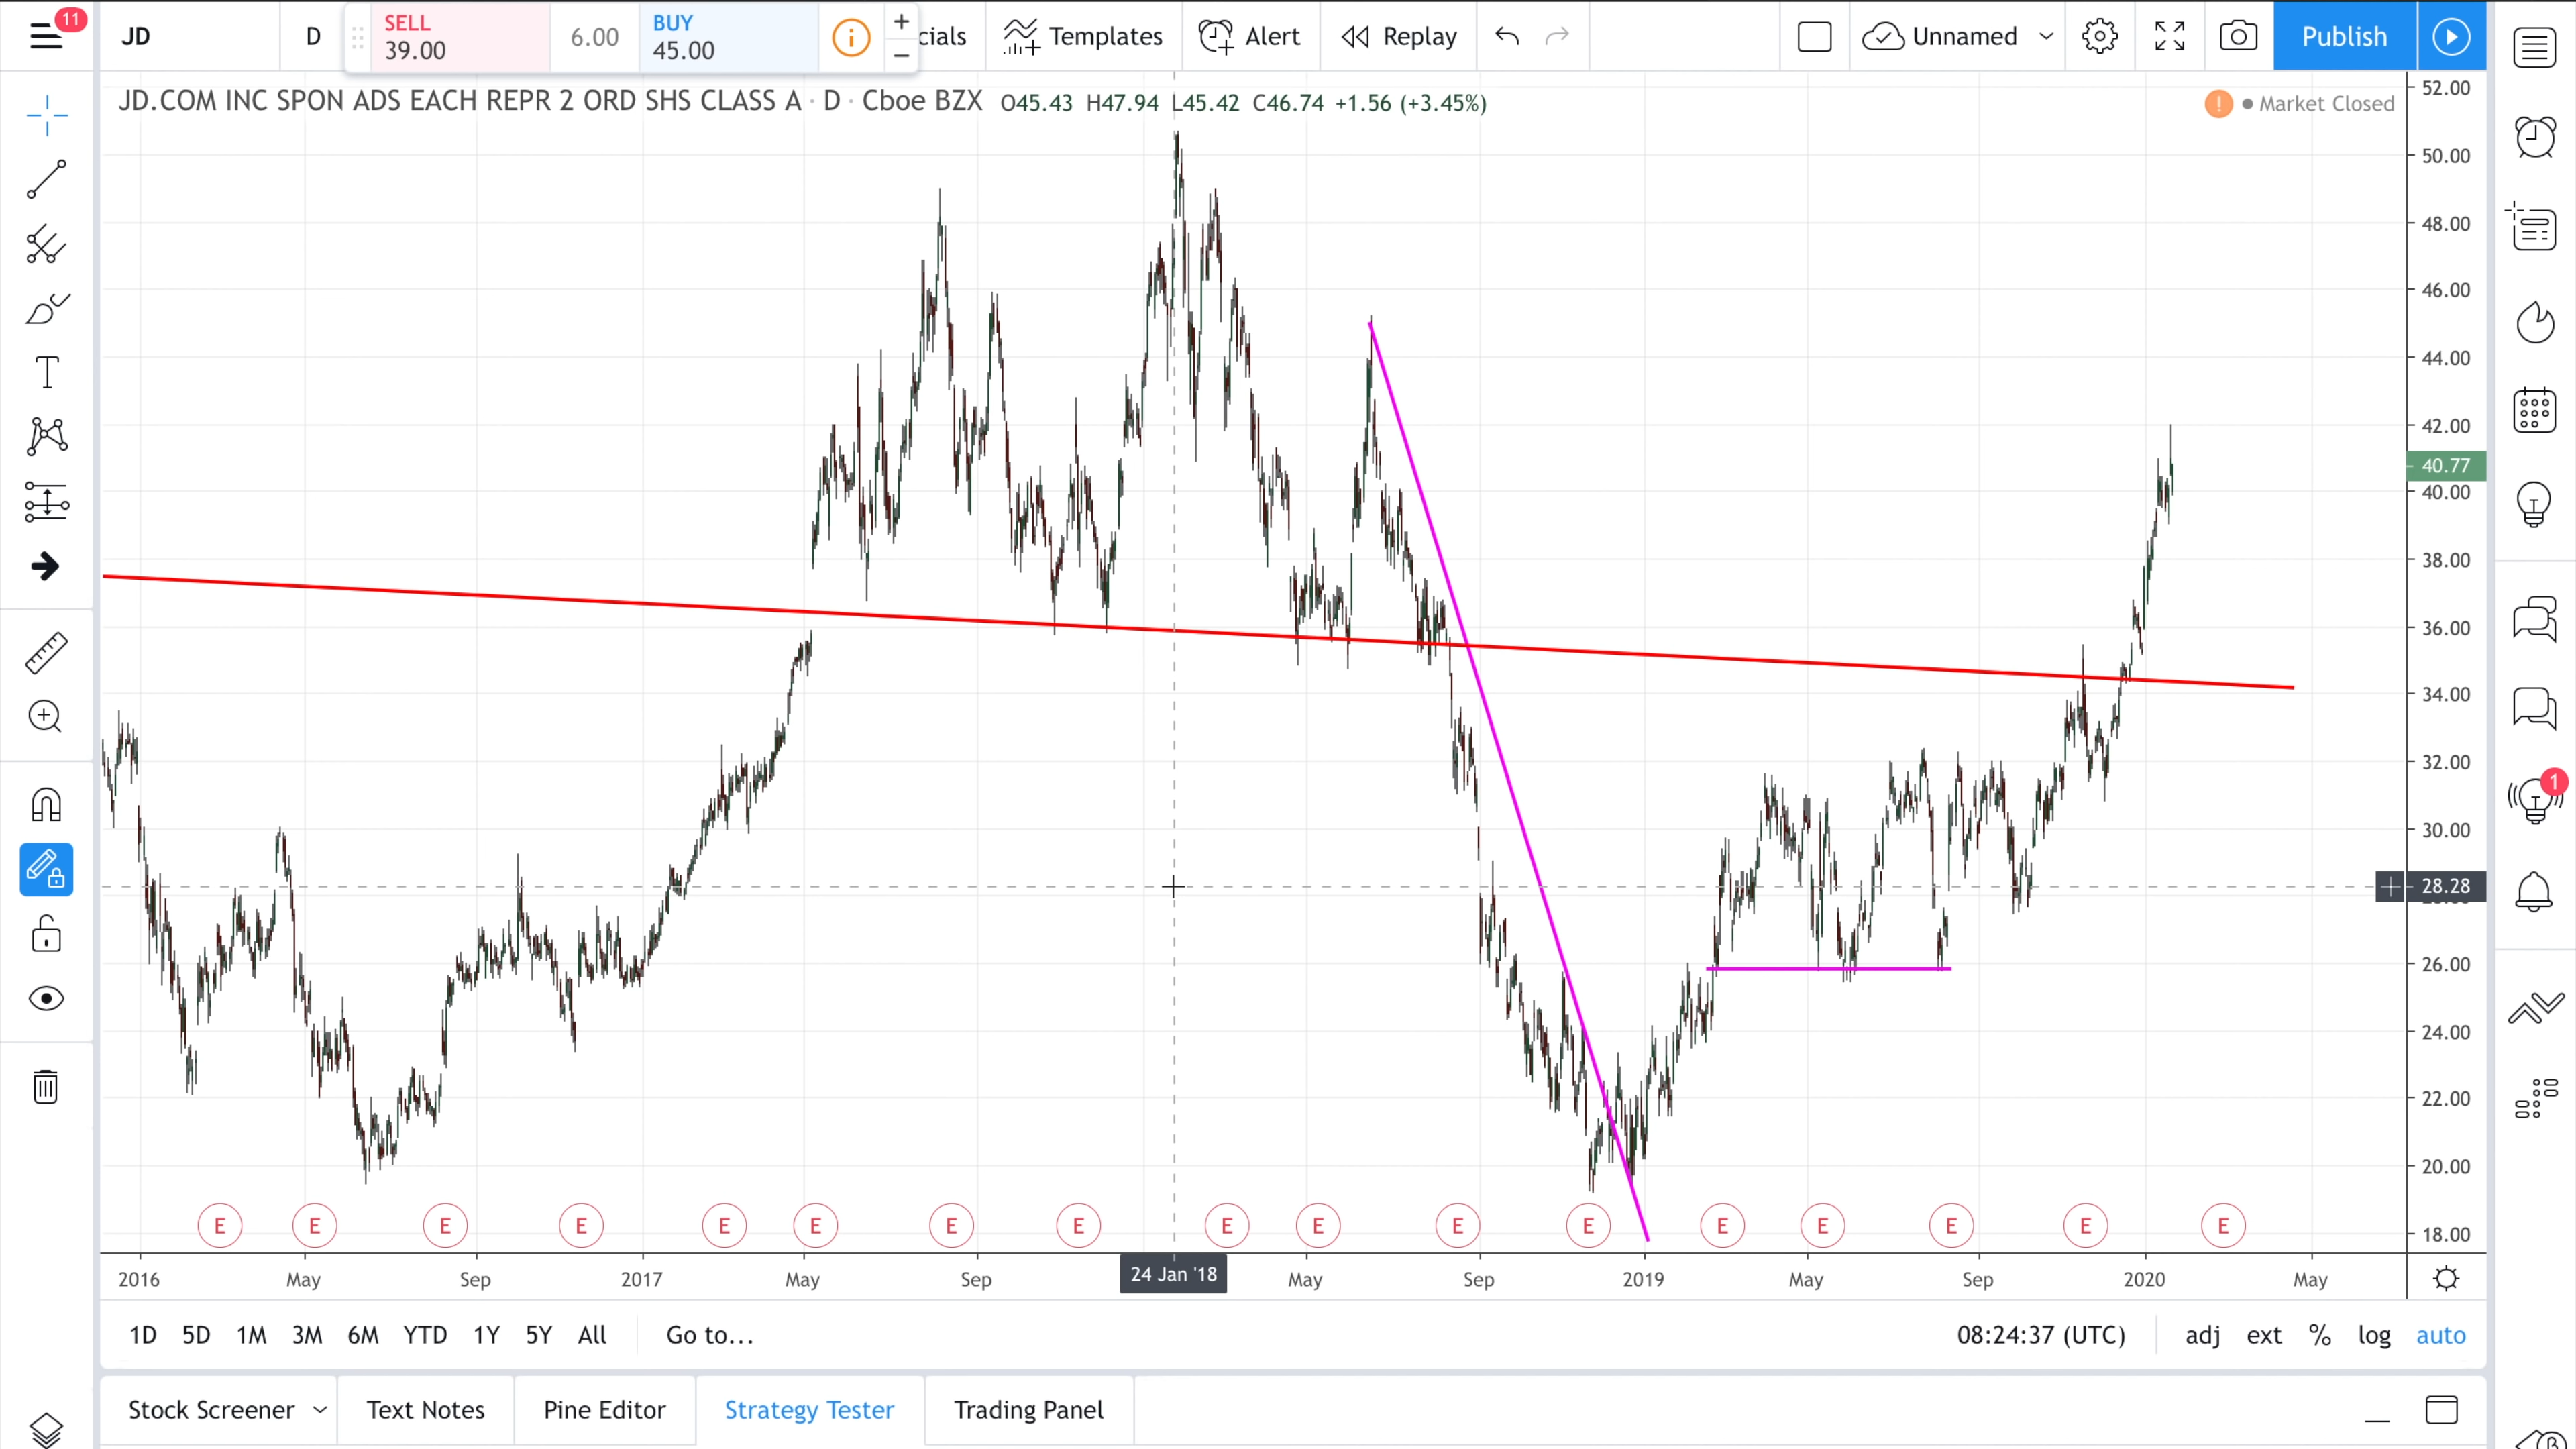 11
JD
D
SELL
39.00
6.00
BUY
45.00
+
−
cials
Templates
Alert
Replay
Unnamed
Publish
JD.COM INC SPON ADS EACH REPR 2 ORD SHS CLASS A · D · Cboe BZX O45.43 H47.94 L45.42 C46.74 +1.56 (+3.45%)
Market Closed
52.00
50.00
48.00
46.00
44.00
42.00
40.77
40.00
38.00
36.00
34.00
32.00
30.00
28.28
26.00
24.00
22.00
20.00
18.00
1
E E E E E E E E E E E E E E E E E
2016 May Sep 2017 May Sep 24 Jan '18 May Sep 2019 May Sep 2020 May
1D 5D 1M 3M 6M YTD 1Y 5Y All Go to... 08:24:37 (UTC) adj ext % log auto
Stock Screener Text Notes Pine Editor Strategy Tester Trading Panel